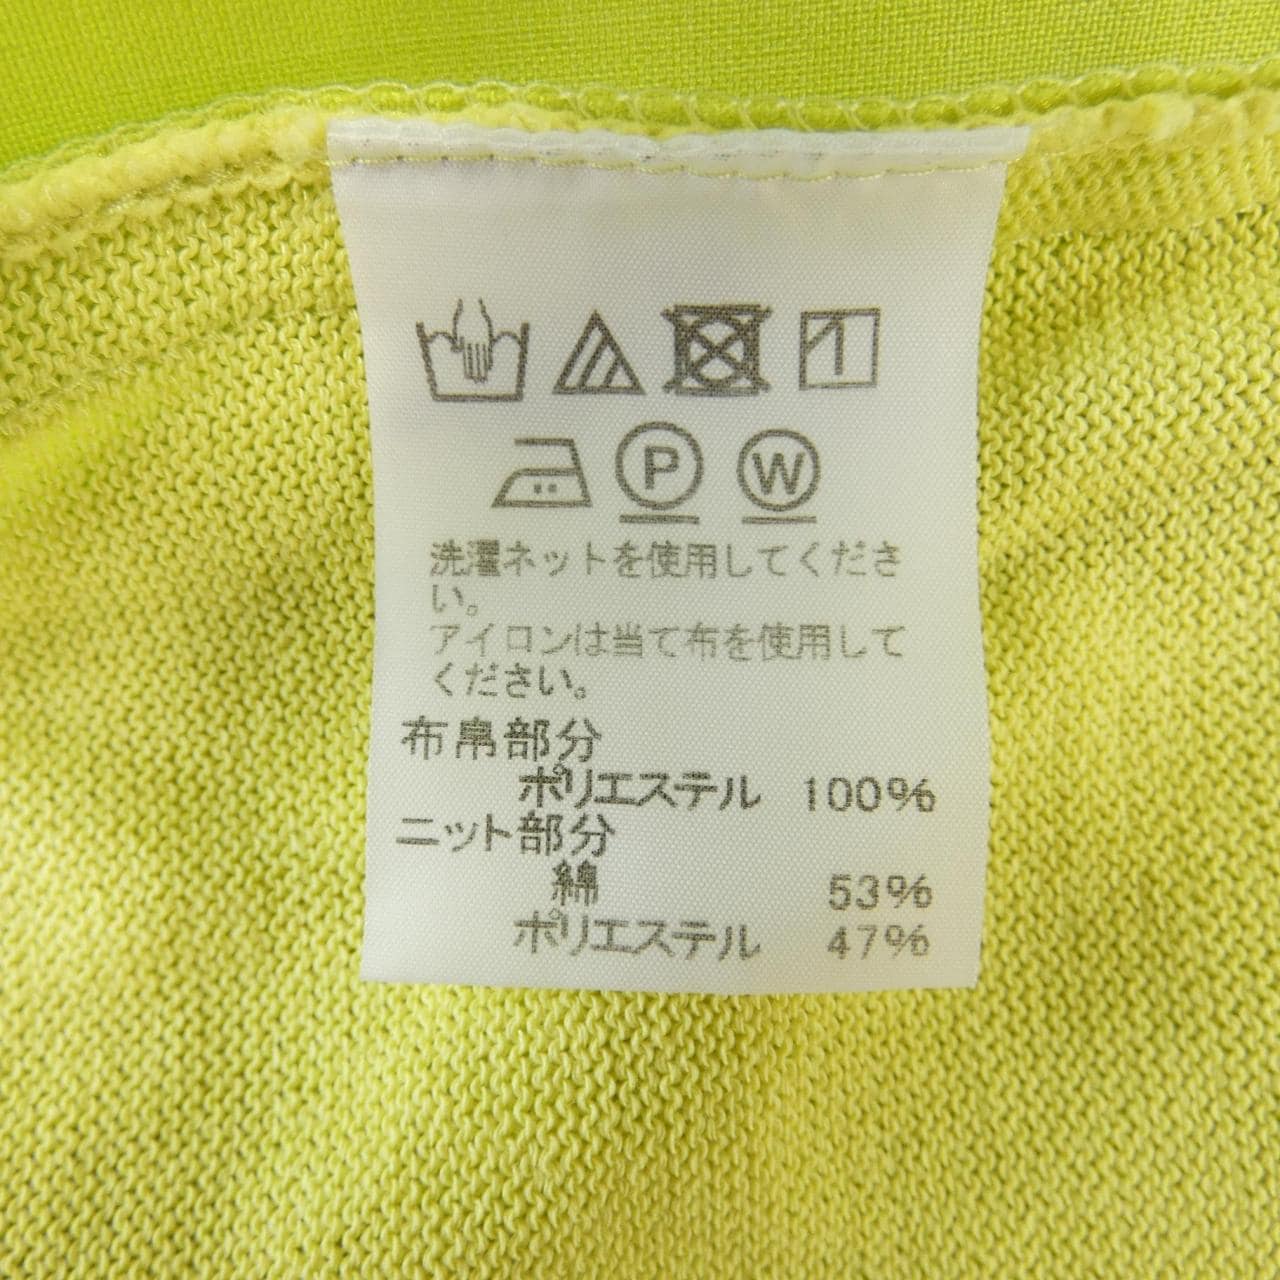 P W
洗濯ネットを使用してくださ
い。
アイロンは当て布を使用して
ください。
布帛部分
ポリエステル 100%
ニット部分
綿 53%
ポリエステル 47%